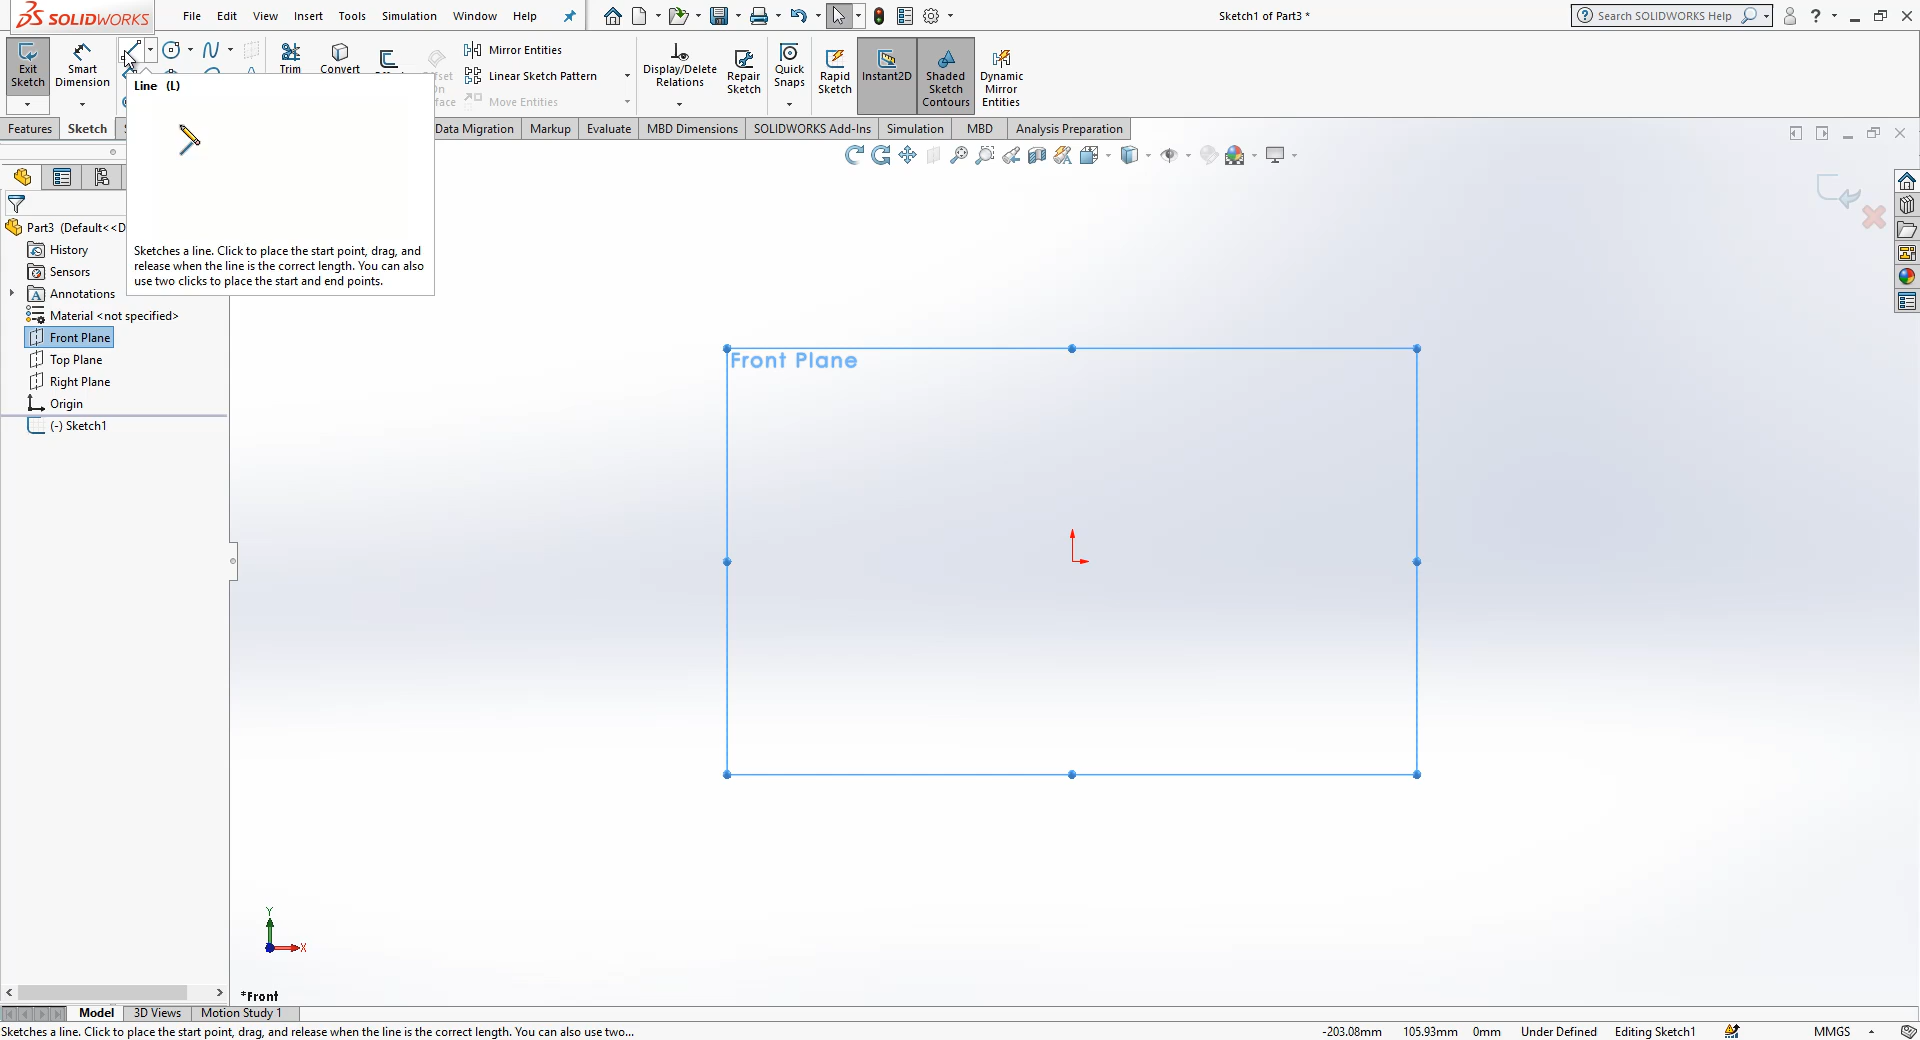 SOLIDWORKS
File Edit View Insert Tools Simulation Window Help
Sketch1 of Part3 *
Search SOLIDWORKS Help
Exit Sketch
Smart Dimension
Trim
Convert
Mirror Entities
Linear Sketch Pattern
Move Entities
Display/Delete Relations
Repair Sketch
Quick Snaps
Rapid Sketch
Instant2D
Shaded Sketch Contours
Dynamic Mirror Entities
Line (L)
Sketches a line. Click to place the start point, drag, and
release when the line is the correct length. You can also
use two clicks to place the start and end points.
Features Sketch Data Migration Markup Evaluate MBD Dimensions SOLIDWORKS Add-Ins Simulation MBD Analysis Preparation
Part3 (Default<<D
History
Sensors
Annotations
Material <not specified>
Front Plane
Top Plane
Right Plane
Origin
(-) Sketch1
Front Plane
Y
X
*Front
Model 3D Views Motion Study 1
Sketches a line. Click to place the start point, drag, and release when the line is the correct length. You can also use two...
-203.08mm 105.93mm 0mm Under Defined Editing Sketch1 MMGS